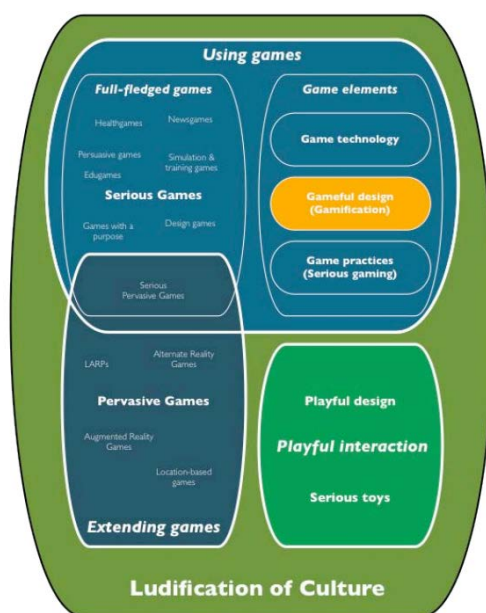 Using games
Full-fledged games
Game elements
Healthgames
Newsgames
Game technology
Persuasive games
Simulation &
training games
Edugames
Serious Games
Gameful design
(Gamification)
Games with a
purpose
Design games
Game practices
(Serious gaming)
Serious
Pervasive Games
LARPs
Alternate Reality
Games
Pervasive Games
Augmented Reality
Games
Location-based
games
Extending games
Playful design
Playful interaction
Serious toys
Ludification of Culture